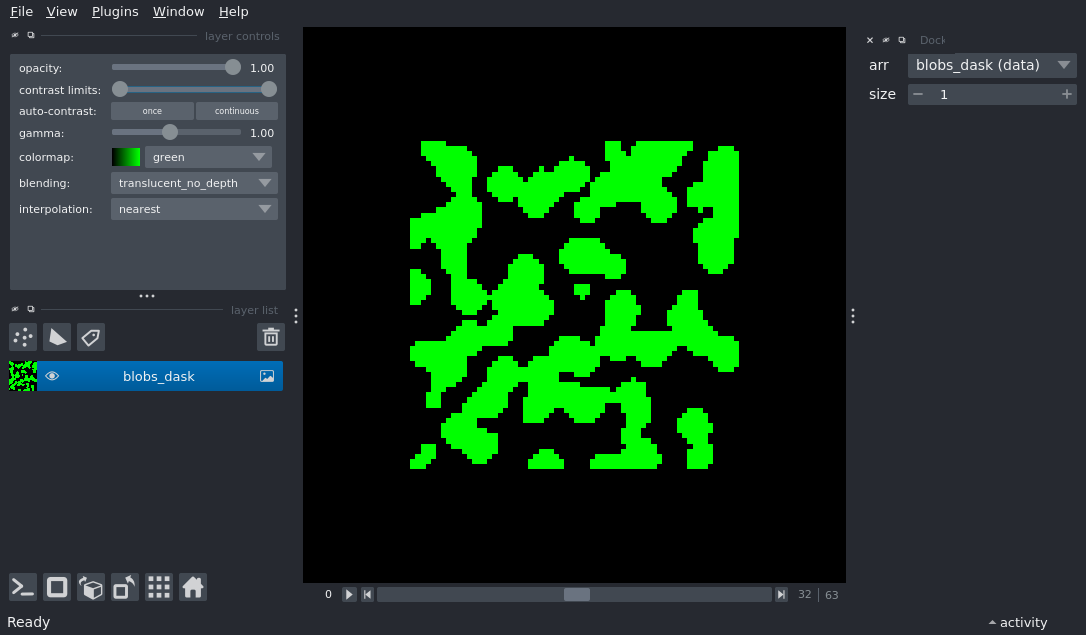 File View Plugins Window Help
layer controls
opacity: 1.00
contrast limits:
auto-contrast: once continuous
gamma: 1.00
colormap: green
blending: translucent_no_depth
interpolation: nearest
layer list
blobs_dask
Dock
arr blobs_dask (data)
size 1
0 32 63
Ready
activity